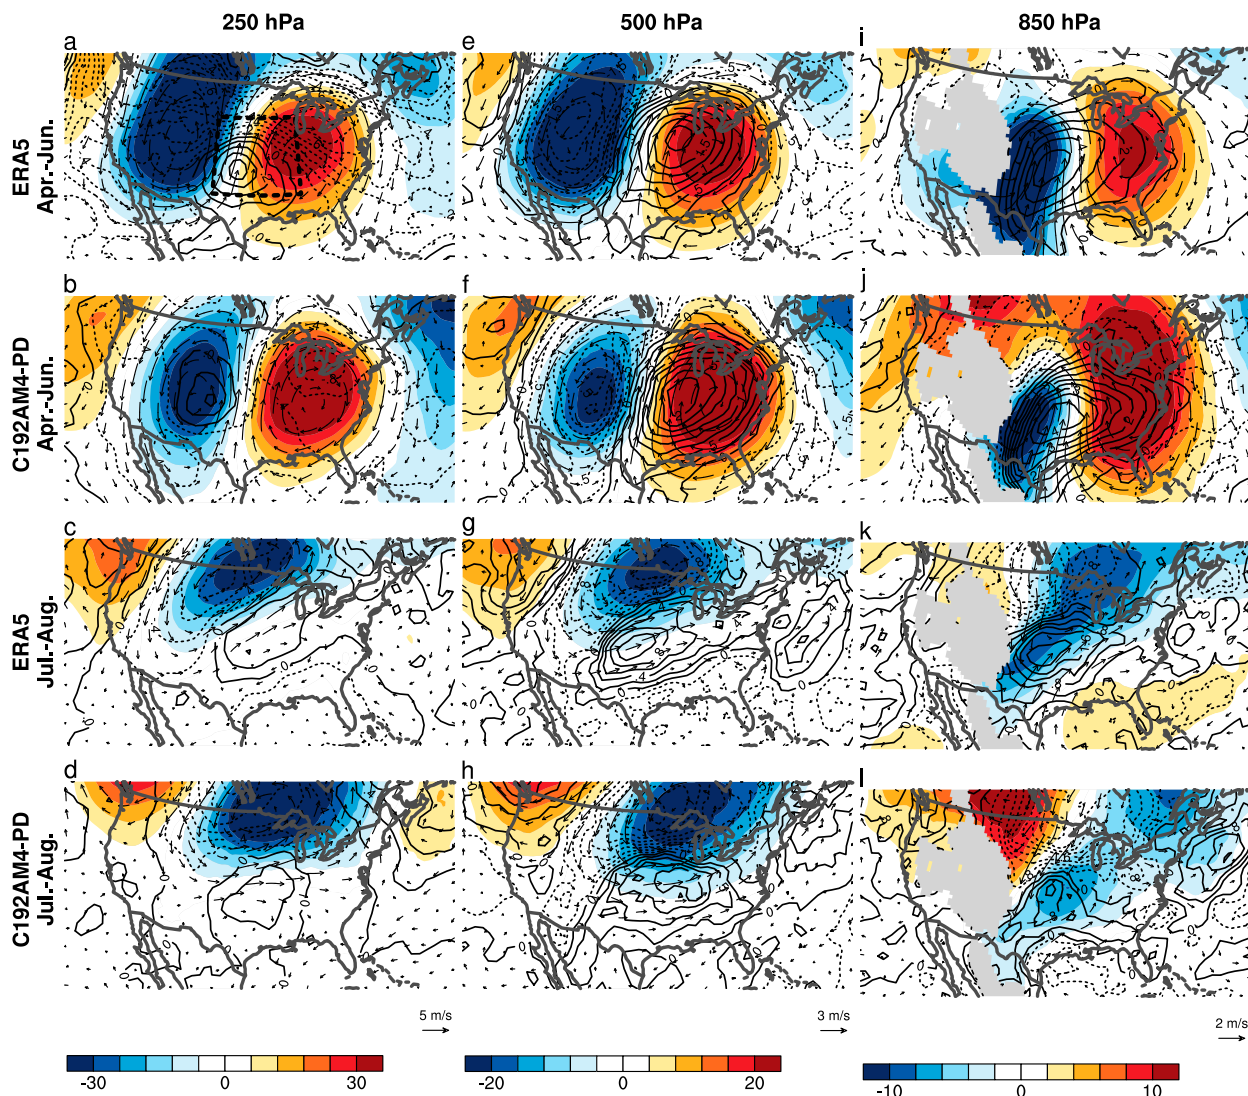 250 hPa
500 hPa
850 hPa
ERA5
Apr.-Jun.
a
e
i
C192AM4-PD
Apr.-Jun.
b
f
j
ERA5
Jul.-Aug.
c
g
k
C192AM4-PD
Jul.-Aug.
d
h
l
5 m/s
3 m/s
2 m/s
-30
0
30
-20
0
20
-10
0
10